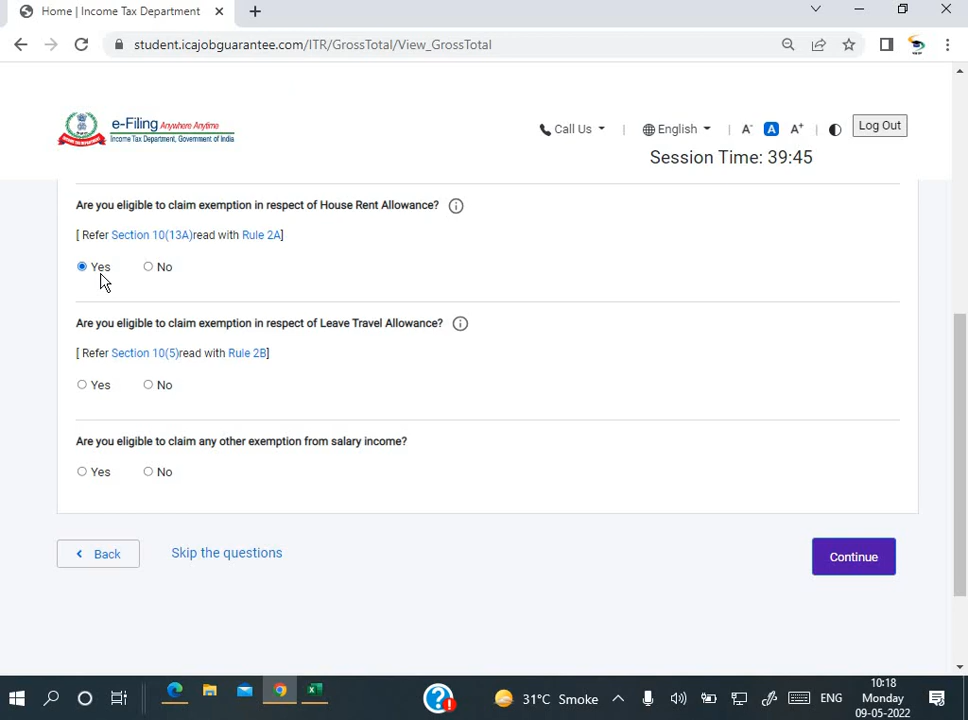 Home | Income Tax Department
student.icajobguarantee.com/ITR/GrossTotal/View_GrossTotal
e-Filing Anywhere Anytime
Income Tax Department, Government of India
Call Us
English
A-
A
A+
Log Out
Session Time: 39:45
Are you eligible to claim exemption in respect of House Rent Allowance?
[ Refer Section 10(13A)read with Rule 2A]
Yes
No
Are you eligible to claim exemption in respect of Leave Travel Allowance?
[ Refer Section 10(5)read with Rule 2B]
Yes
No
Are you eligible to claim any other exemption from salary income?
Yes
No
Back
Skip the questions
Continue
31°C Smoke
ENG
10:18
Monday
09-05-2022